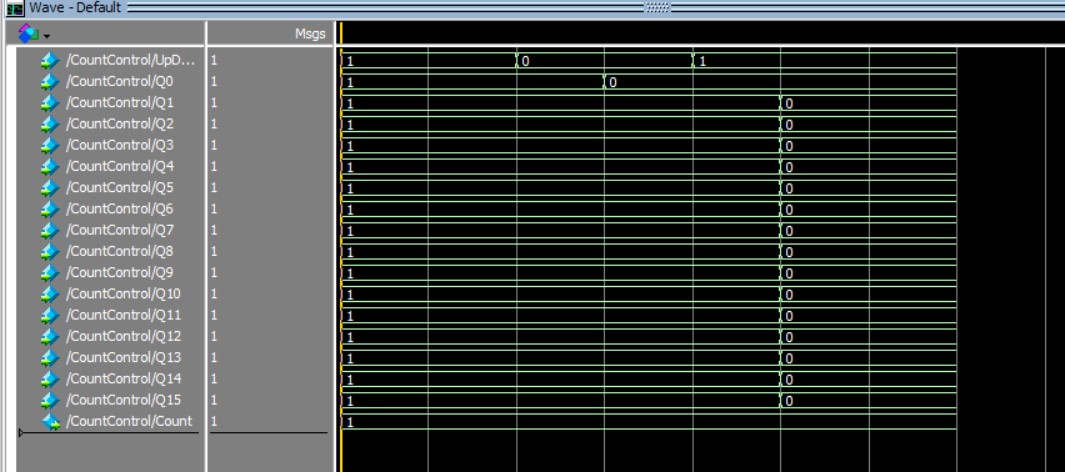 Wave - Default
Msgs
/CountControl/UpD... 1 1 0 1
/CountControl/Q0 1 1 0
/CountControl/Q1 1 1 0
/CountControl/Q2 1 1 0
/CountControl/Q3 1 1 0
/CountControl/Q4 1 1 0
/CountControl/Q5 1 1 0
/CountControl/Q6 1 1 0
/CountControl/Q7 1 1 0
/CountControl/Q8 1 1 0
/CountControl/Q9 1 1 0
/CountControl/Q10 1 1 0
/CountControl/Q11 1 1 0
/CountControl/Q12 1 1 0
/CountControl/Q13 1 1 0
/CountControl/Q14 1 1 0
/CountControl/Q15 1 1 0
/CountControl/Count 1 1